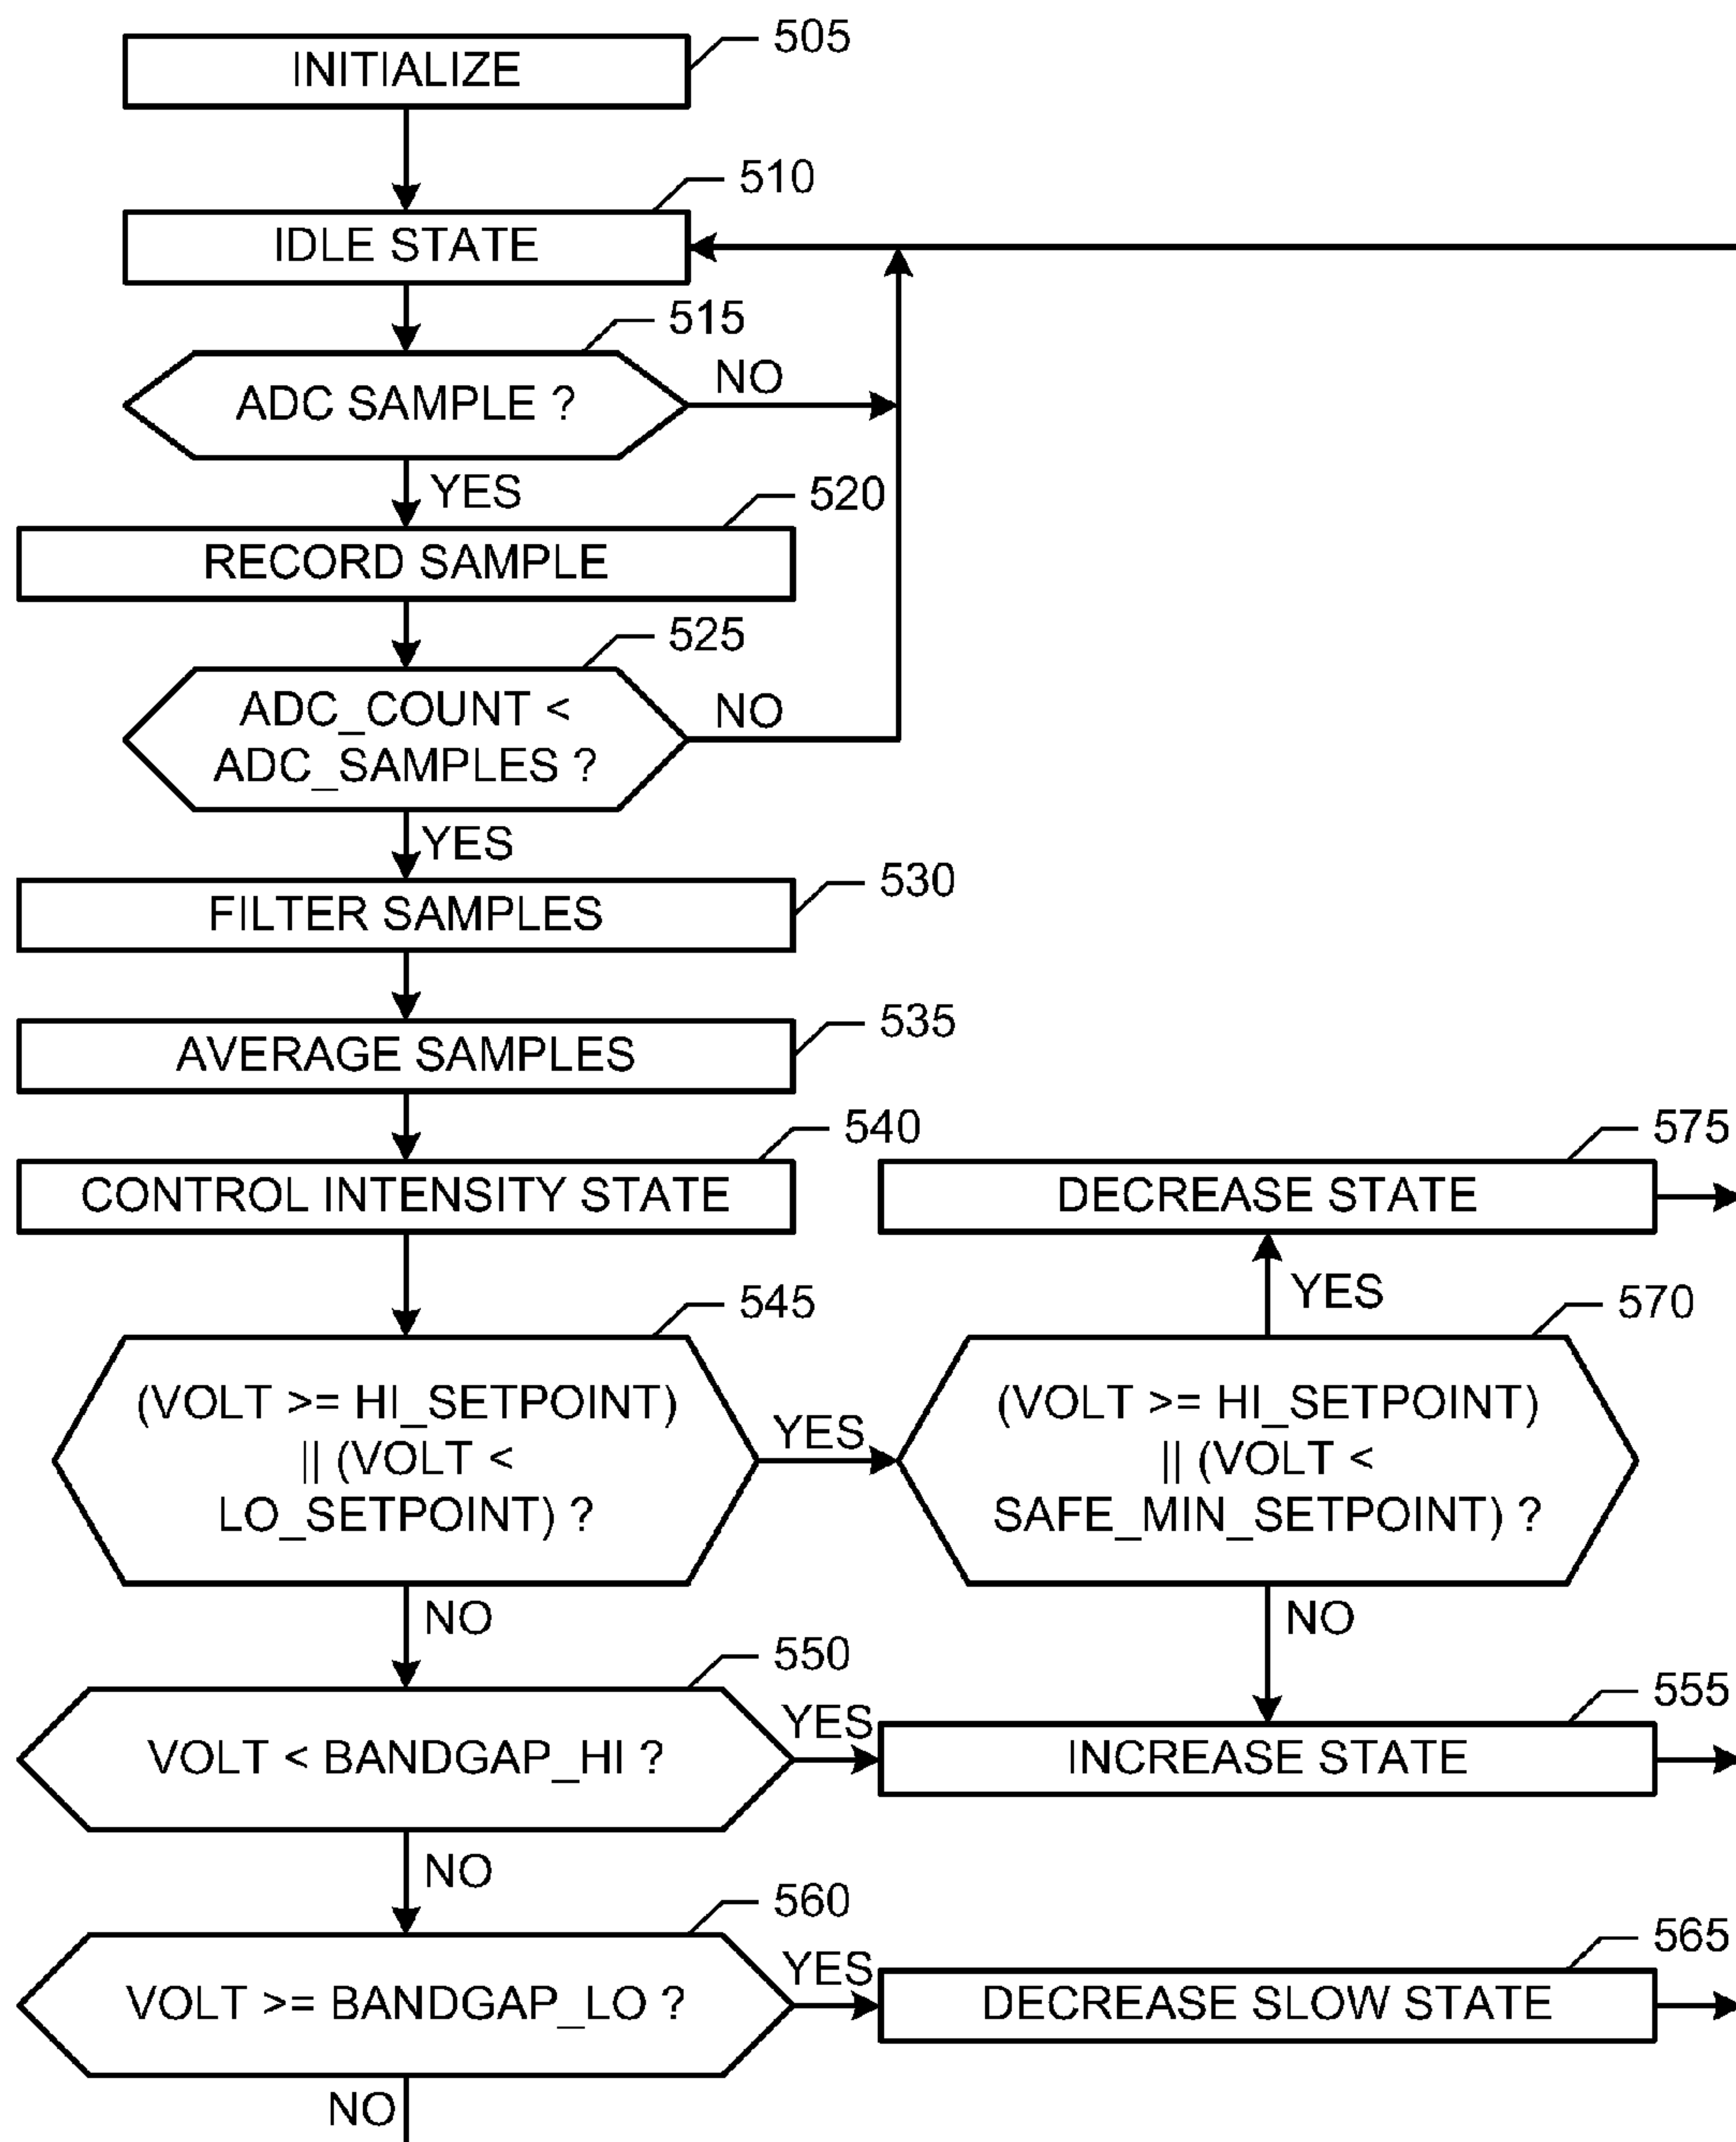 505
INITIALIZE
510
IDLE STATE
515
ADC SAMPLE ?
NO
YES
520
RECORD SAMPLE
525
ADC_COUNT <
ADC_SAMPLES ?
NO
YES
530
FILTER SAMPLES
535
AVERAGE SAMPLES
540
CONTROL INTENSITY STATE
575
DECREASE STATE
YES
545
(VOLT >= HI_SETPOINT)
|| (VOLT <
LO_SETPOINT) ?
YES
570
(VOLT >= HI_SETPOINT)
|| (VOLT <
SAFE_MIN_SETPOINT) ?
NO
NO
550
VOLT < BANDGAP_HI ?
YES
555
INCREASE STATE
NO
560
VOLT >= BANDGAP_LO ?
YES
565
DECREASE SLOW STATE
NO